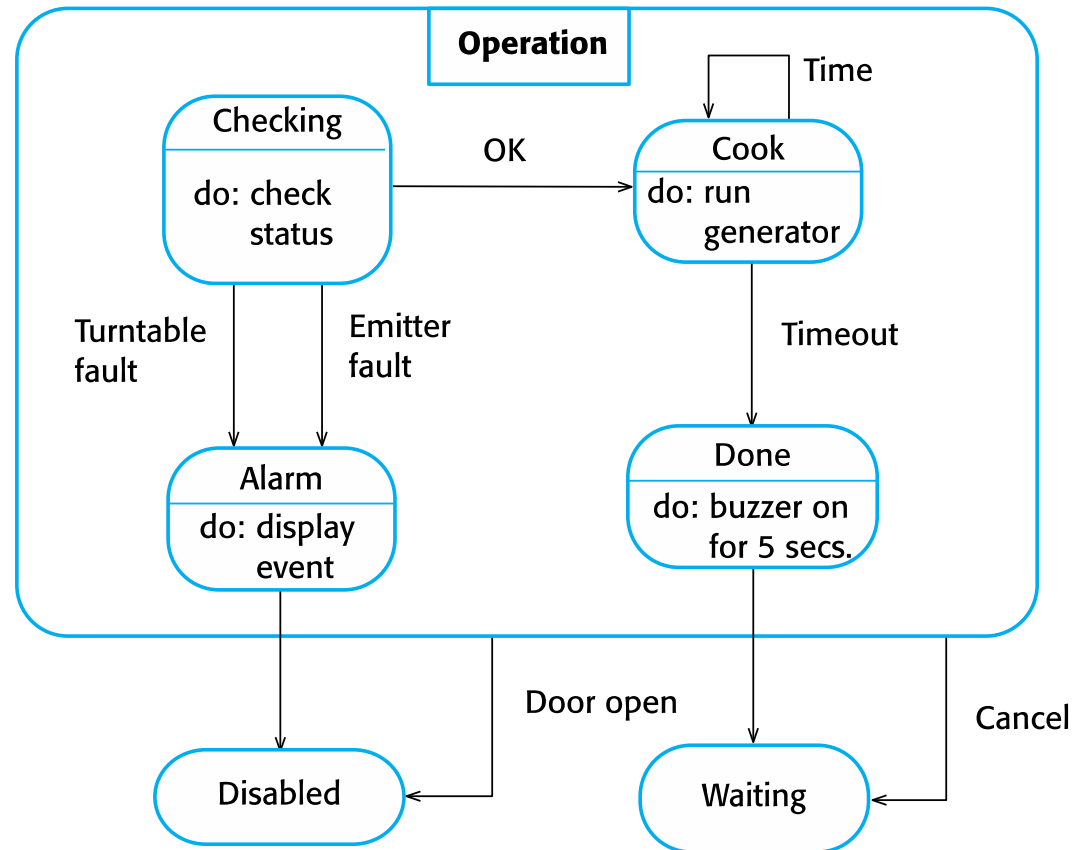 Operation
Time
Checking
OK
Cook
do: check
status
do: run
generator
Turntable
fault
Emitter
fault
Timeout
Alarm
do: display
event
Done
do: buzzer on
for 5 secs.
Door open
Cancel
Disabled
Waiting